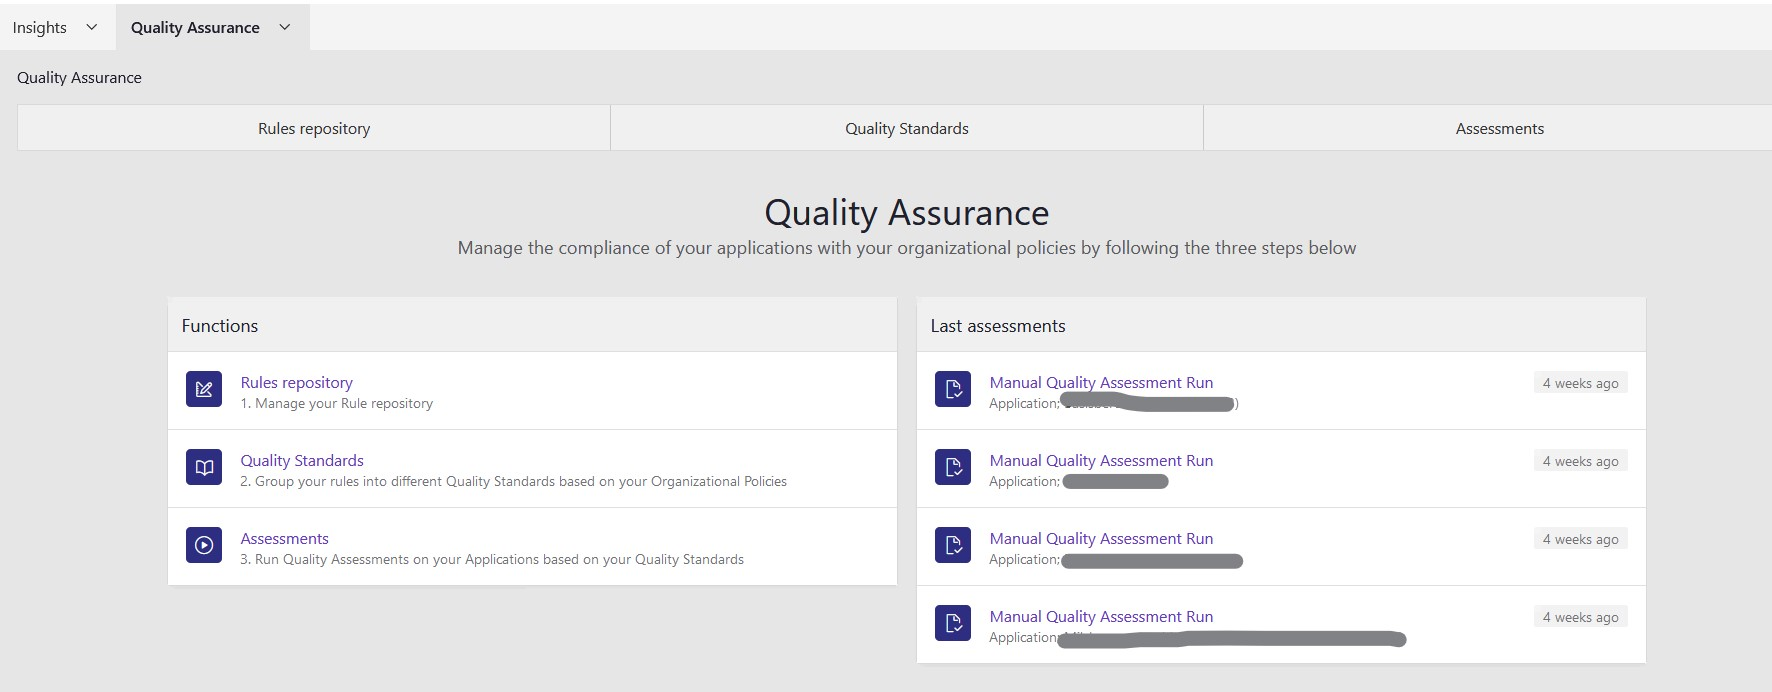 Insights
Quality Assurance
Quality Assurance
Rules repository
Quality Standards
Assessments
Quality Assurance
Manage the compliance of your applications with your organizational policies by following the three steps below
Functions
Rules repository
1. Manage your Rule repository
Quality Standards
2. Group your rules into different Quality Standards based on your Organizational Policies
Assessments
3. Run Quality Assessments on your Applications based on your Quality Standards
Last assessments
Manual Quality Assessment Run
4 weeks ago
Application; )
Manual Quality Assessment Run
4 weeks ago
Application;
Manual Quality Assessment Run
4 weeks ago
Application;
Manual Quality Assessment Run
4 weeks ago
Application;